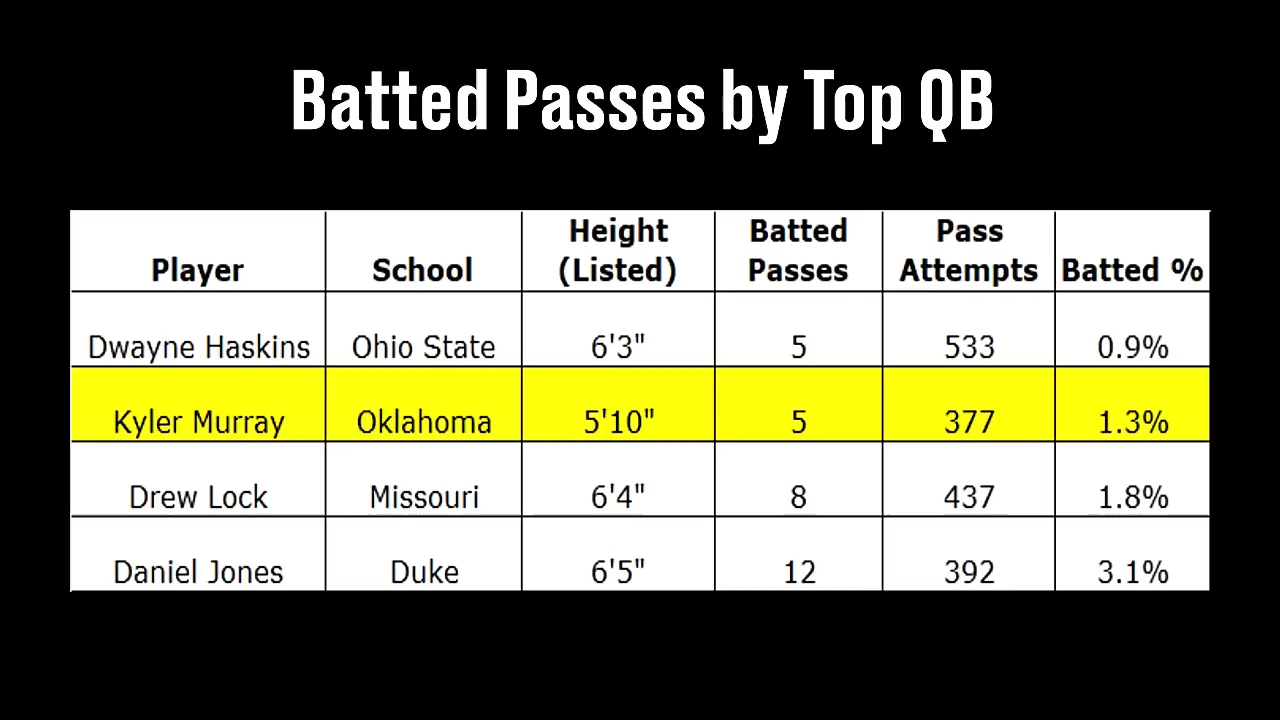 Batted Passes by Top QB
Height Batted Pass
Player School (Listed) Passes Attempts Batted %
Dwayne Haskins Ohio State 6'3" 5 533 0.9%
Kyler Murray Oklahoma 5'10" 5 377 1.3%
Drew Lock Missouri 6'4" 8 437 1.8%
Daniel Jones Duke 6'5" 12 392 3.1%